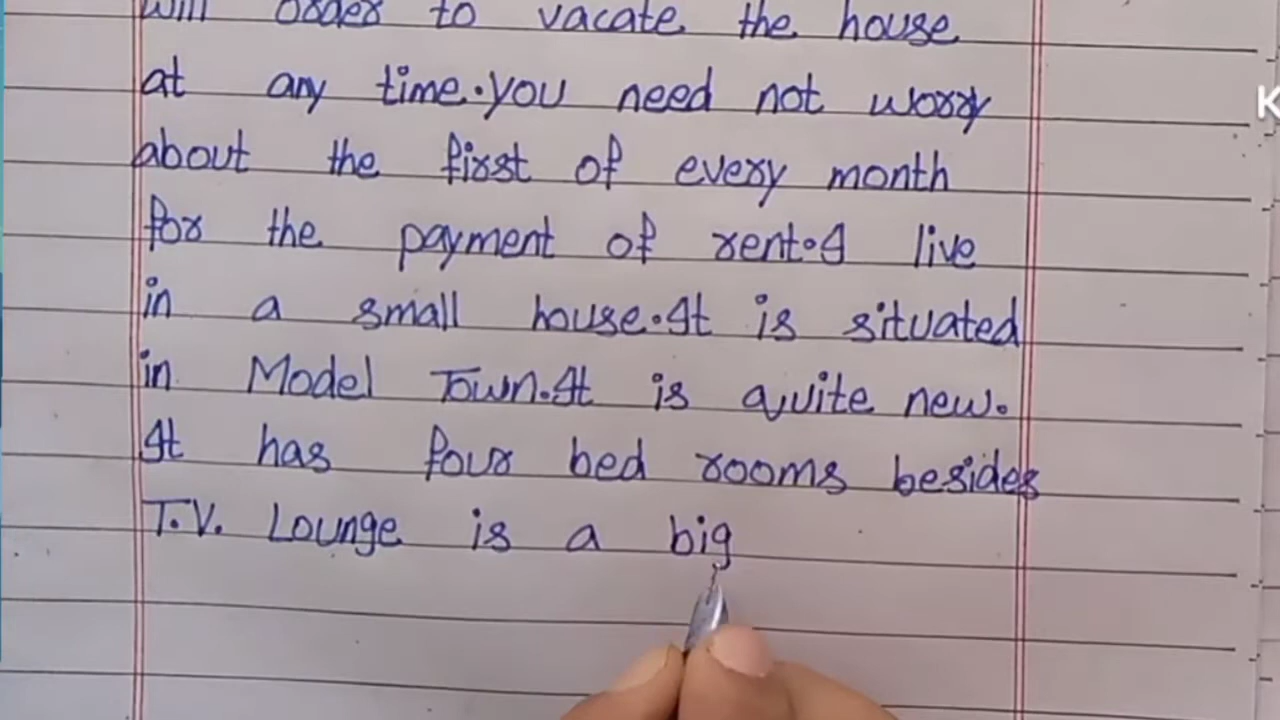 will order to vacate the house
at any time. you need not worry
about the first of every month
for the payment of rent. I live
in a small house. It is situated
in Model Town. It is quite new.
It has four bed rooms besides
T.V. Lounge is a big
K